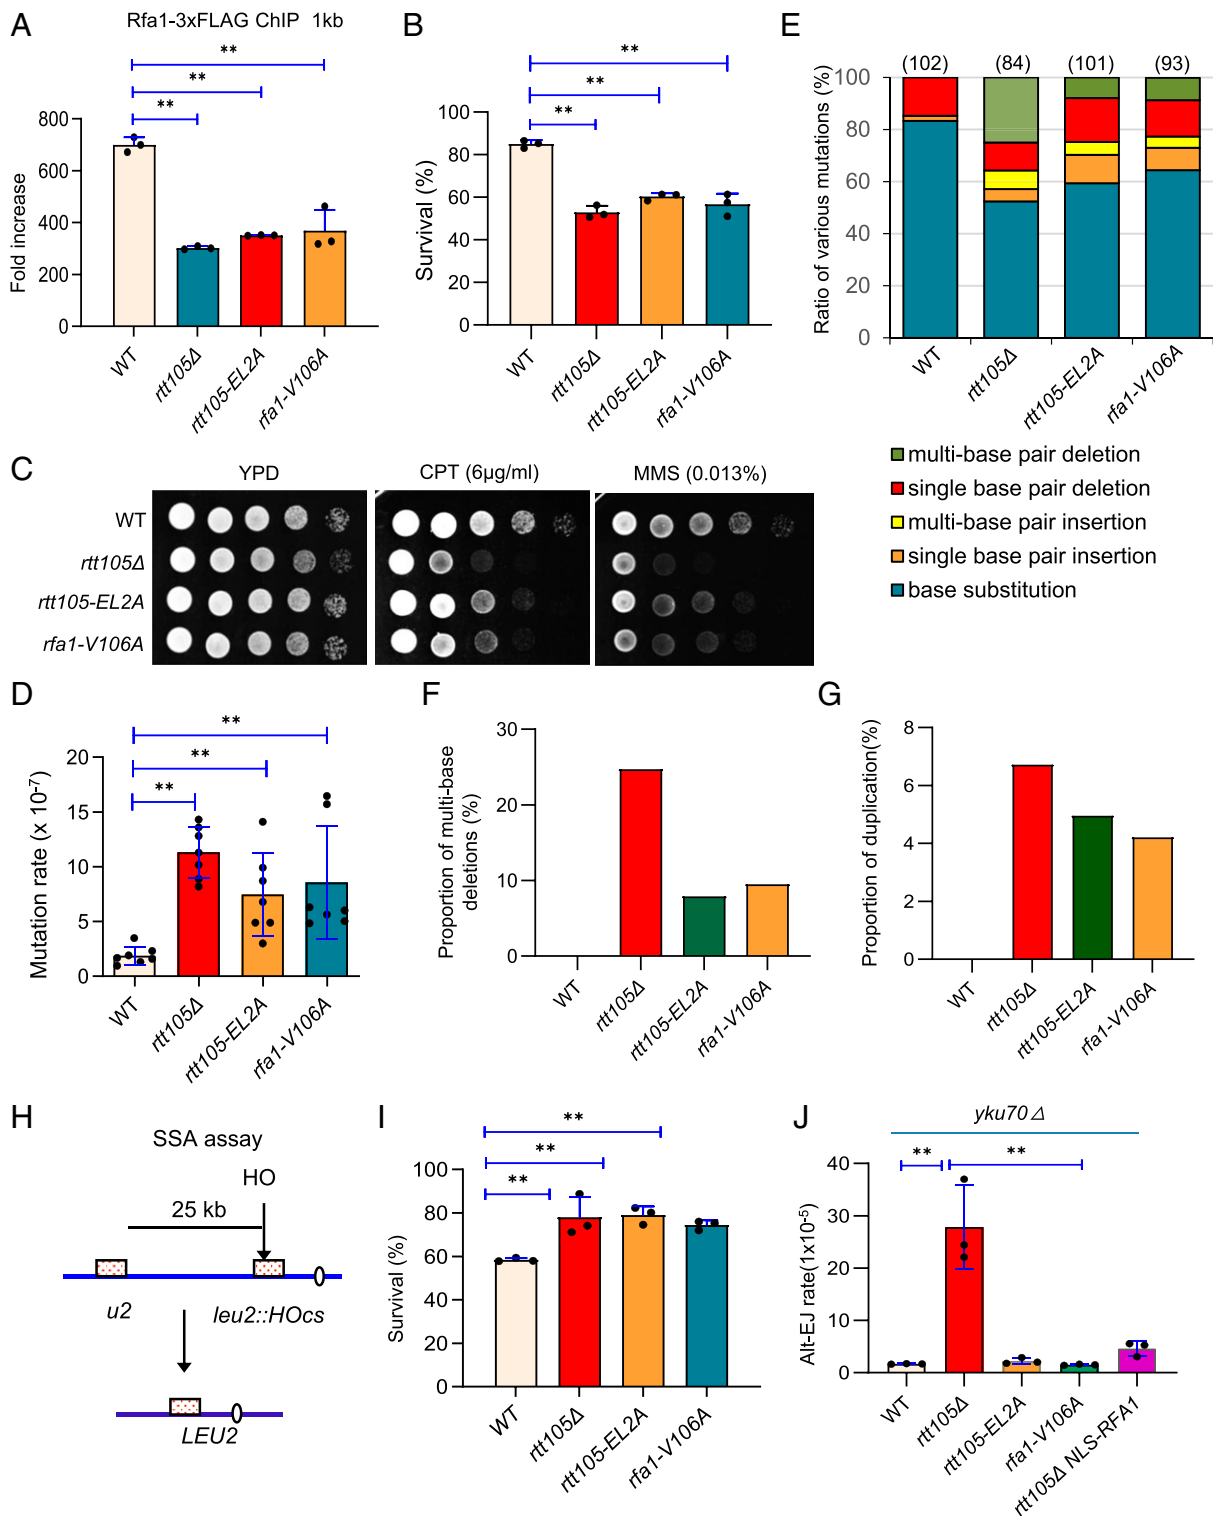 A
Rfa1-3xFLAG ChIP 1kb
**
**
**
Fold increase
800
600
400
200
0
WT
rtt105Δ
rtt105-EL2A
rfa1-V106A
B
**
**
**
Survival (%)
100
80
60
40
20
0
WT
rtt105Δ
rtt105-EL2A
rfa1-V106A
E
(102) (84) (101) (93)
Ratio of various mutations (%)
100
80
60
40
20
0
WT
rtt105Δ
rtt105-EL2A
rfa1-V106A
multi-base pair deletion
single base pair deletion
multi-base pair insertion
single base pair insertion
base substitution
C
YPD
CPT (6μg/ml)
MMS (0.013%)
WT
rtt105Δ
rtt105-EL2A
rfa1-V106A
D
**
**
**
Mutation rate (x 10⁻⁷)
20
15
10
5
0
WT
rtt105Δ
rtt105-EL2A
rfa1-V106A
F
Proportion of multi-base
deletions (%)
30
20
10
0
WT
rtt105Δ
rtt105-EL2A
rfa1-V106A
G
Proportion of duplication(%)
8
6
4
2
0
WT
rtt105Δ
rtt105-EL2A
rfa1-V106A
H
SSA assay
HO
25 kb
u2
leu2::HOcs
LEU2
I
**
**
**
Survival (%)
100
80
60
40
20
0
WT
rtt105Δ
rtt105-EL2A
rfa1-V106A
J
yku70 Δ
**
**
Alt-EJ rate(1x10⁻⁵)
40
30
20
10
0
WT
rtt105Δ
rtt105-EL2A
rfa1-V106A
rtt105Δ NLS-RFA1